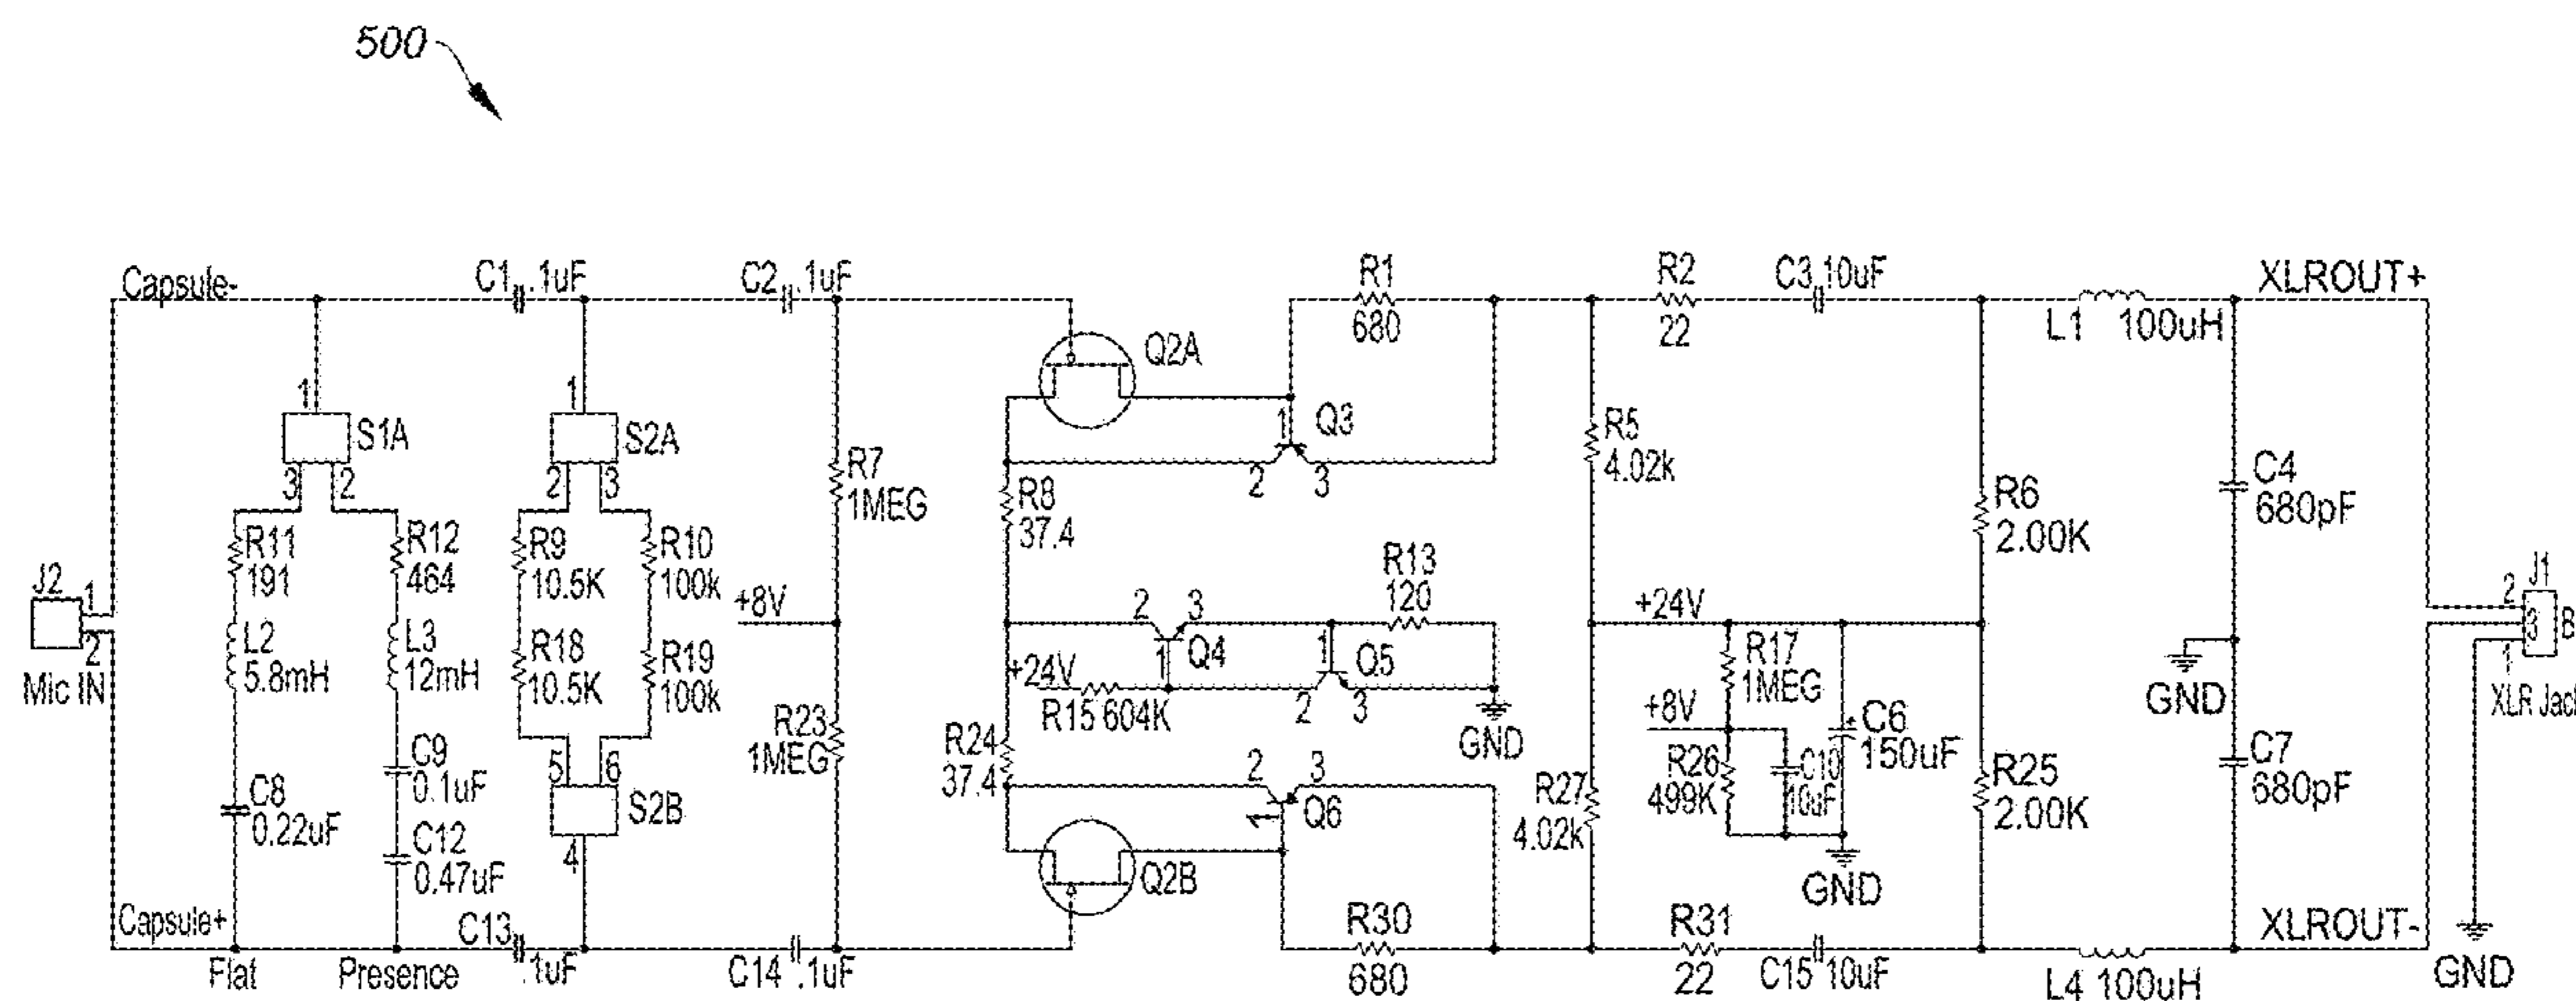 500
Capsule-
C1 .1uF
C2 .1uF
R1
680
R2
22
C3 10uF
XLROUT+
L1 100uH
Q2A
1
S1A
3 2
1
S2A
2 3
R7
1MEG
1
Q3
2 3
R5
4.02k
C4
680pF
R8
37.4
R6
2.00K
R11
191
R12
464
R9
10.5K
R10
100k
R13
120
J2
1
2
Mic IN
L2
5.8mH
L3
12mH
R18
10.5K
R19
100k
+8V
2 3
1
Q4
1
Q5
+24V
R15 604K
2 3
GND
+24V
R17
1MEG
GND
2
3
1
J1
B
XLR Jac
R23
1MEG
R24
37.4
+8V
R26
499K
C10
10uF
C6
150uF
+
R25
2.00K
C7
680pF
C8
0.22uF
C9
0.1uF
C12
0.47uF
5 6
S2B
4
2 3
Q6
R27
4.02k
Q2B
GND
Capsule+
C13
.1uF
C14 .1uF
R30
680
R31
22
C15 10uF
XLROUT-
L4 100uH
GND
Flat
Presence